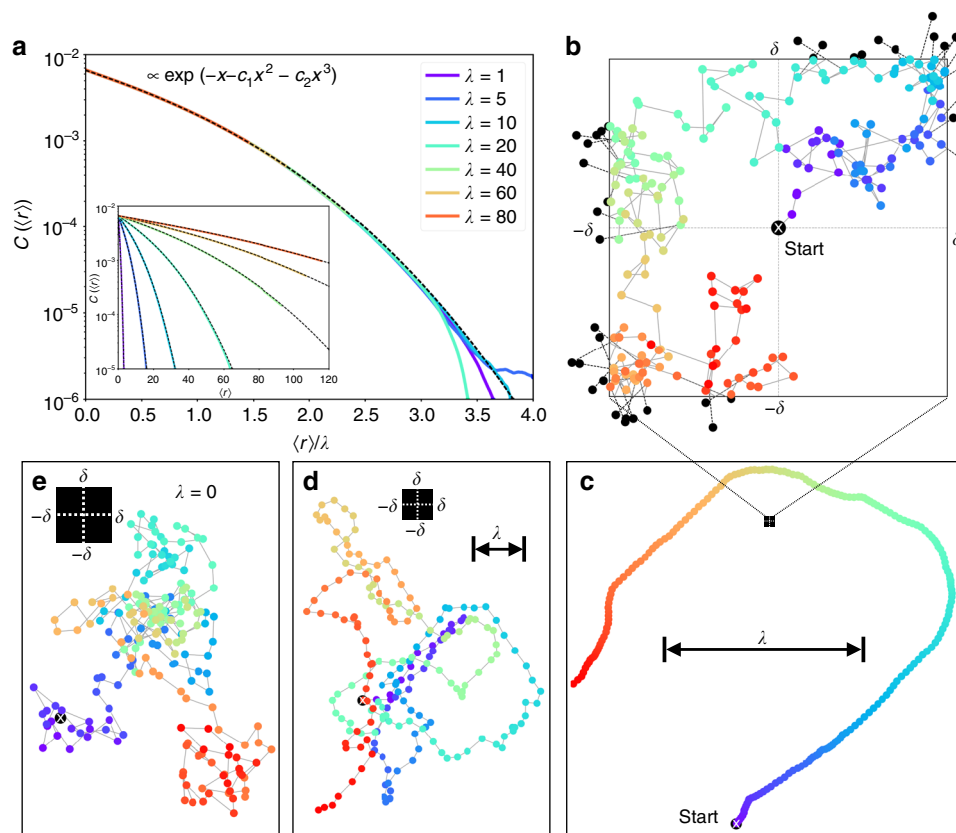 a
10⁻²
10⁻³
10⁻⁴
10⁻⁵
10⁻⁶
C (⟨r⟩)
∝ exp (−x−c₁x² − c₂x³)
λ = 1
λ = 5
λ = 10
λ = 20
λ = 40
λ = 60
λ = 80
10⁻²
10⁻³
10⁻⁴
10⁻⁵
C (⟨r⟩)
0 20 40 60 80 100 120
⟨r⟩
0.0 0.5 1.0 1.5 2.0 2.5 3.0 3.5 4.0
⟨r⟩/λ
b
δ
−δ
δ
X
Start
−δ
e
δ
−δ δ
−δ
λ = 0
X
d
δ
−δ δ
−δ
λ
X
c
λ
Start
X